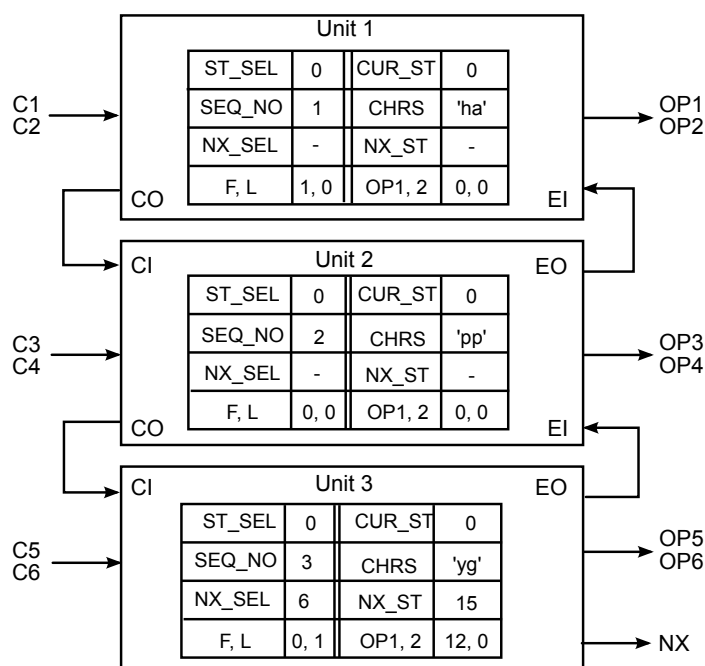 Unit 1
ST_SEL 0 CUR_ST 0
SEQ_NO 1 CHRS 'ha'
NX_SEL - NX_ST -
F, L 1, 0 OP1, 2 0, 0
C1
C2
OP1
OP2
CO
EI
CI
Unit 2
EO
ST_SEL 0 CUR_ST 0
SEQ_NO 2 CHRS 'pp'
NX_SEL - NX_ST -
F, L 0, 0 OP1, 2 0, 0
C3
C4
OP3
OP4
CO
EI
CI
Unit 3
EO
ST_SEL 0 CUR_ST 0
SEQ_NO 3 CHRS 'yg'
NX_SEL 6 NX_ST 15
F, L 0, 1 OP1, 2 12, 0
C5
C6
OP5
OP6
NX